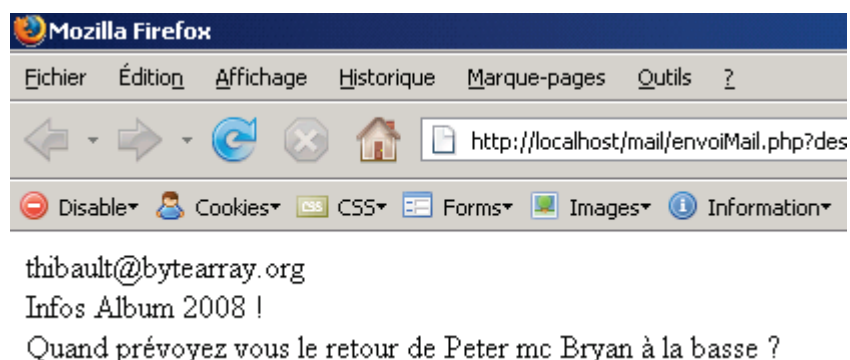 Mozilla Firefox
Fichier Édition Affichage Historique Marque-pages Outils ?
http://localhost/mail/envoiMail.php?des
Disable Cookies CSS CSS Forms Images Information
thibault@bytearray.org
Infos Album 2008 !
Quand prévoyez vous le retour de Peter mc Bryan à la basse ?